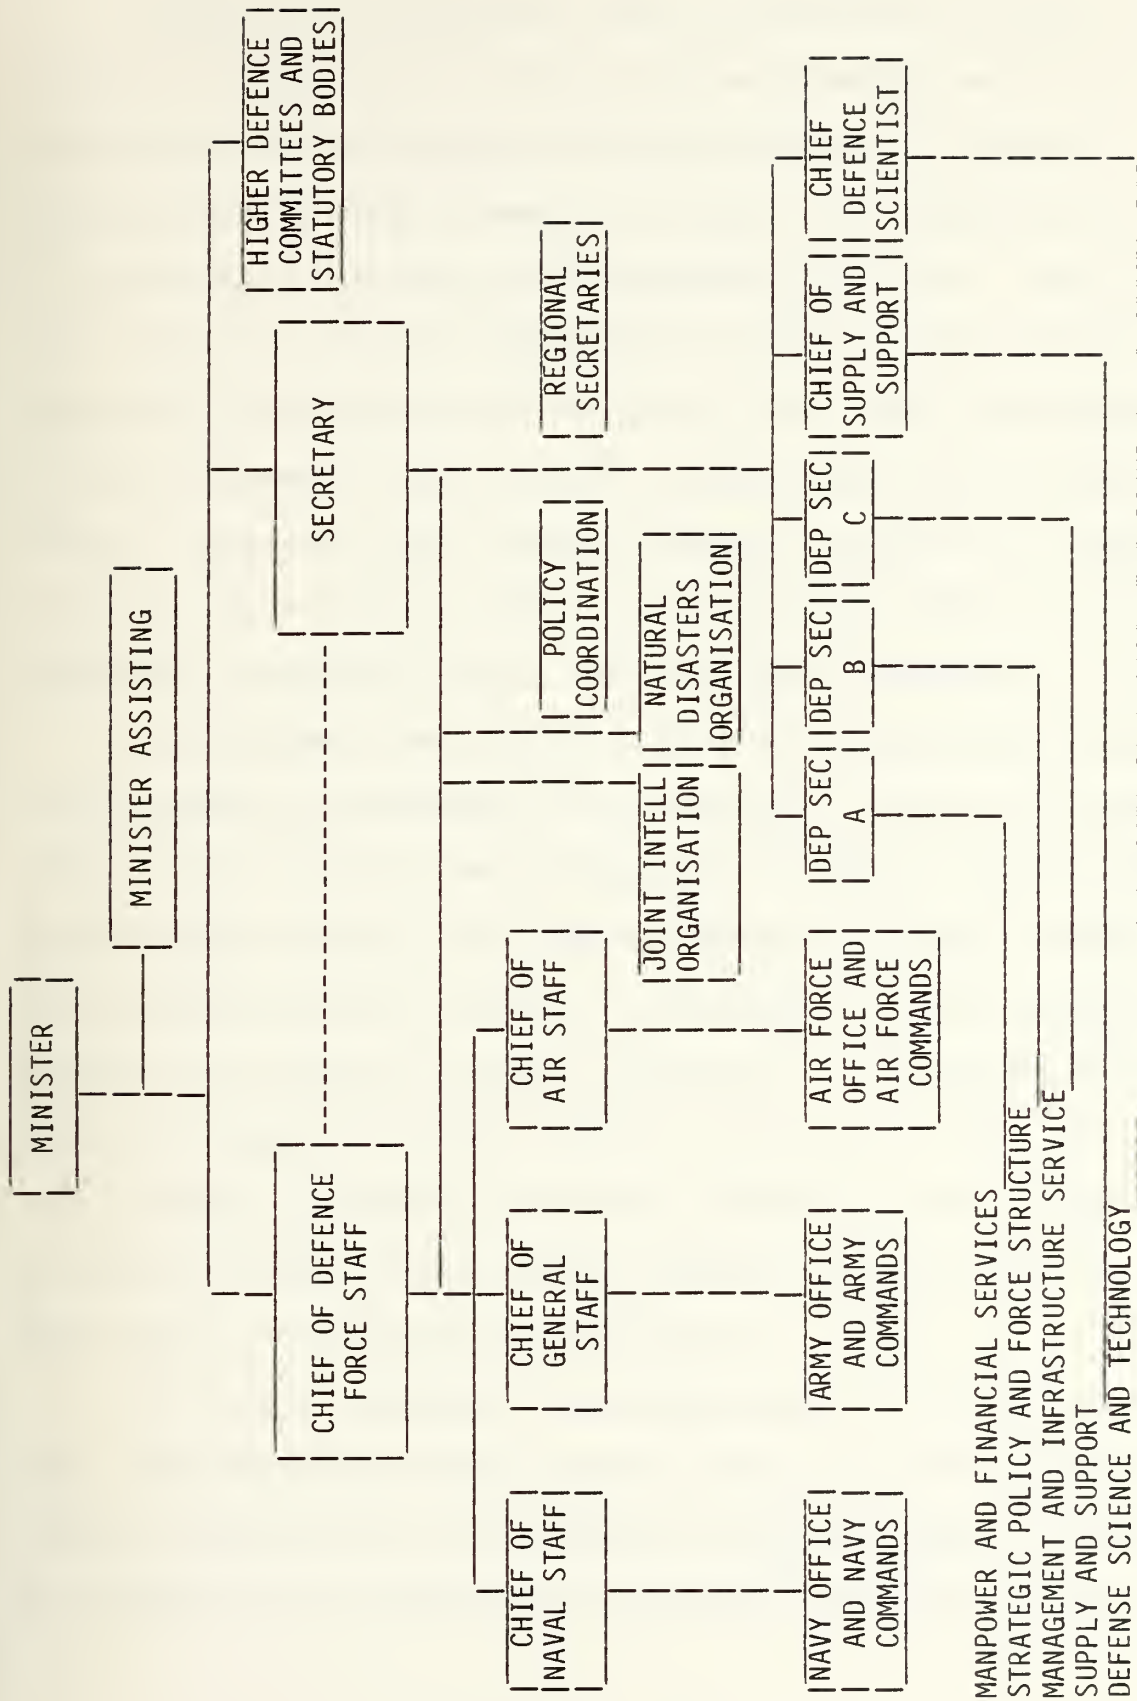 MINISTER
MINISTER ASSISTING
HIGHER DEFENCE
COMMITTEES AND
STATUTORY BODIES
CHIEF OF DEFENCE
FORCE STAFF
SECRETARY
CHIEF OF
NAVAL STAFF
CHIEF OF
GENERAL
STAFF
CHIEF OF
AIR STAFF
POLICY
COORDINATION
REGIONAL
SECRETARIES
JOINT INTELL
ORGANISATION
NATURAL
DISASTERS
ORGANISATION
NAVY OFFICE
AND NAVY
COMMANDS
ARMY OFFICE
AND ARMY
COMMANDS
AIR FORCE
OFFICE AND
AIR FORCE
COMMANDS
DEP SEC
A
DEP SEC
B
DEP SEC
C
CHIEF OF
SUPPLY AND
SUPPORT
CHIEF
DEFENCE
SCIENTIST
MANPOWER AND FINANCIAL SERVICES
STRATEGIC POLICY AND FORCE STRUCTURE
MANAGEMENT AND INFRASTRUCTURE SERVICE
SUPPLY AND SUPPORT
DEFENSE SCIENCE AND TECHNOLOGY